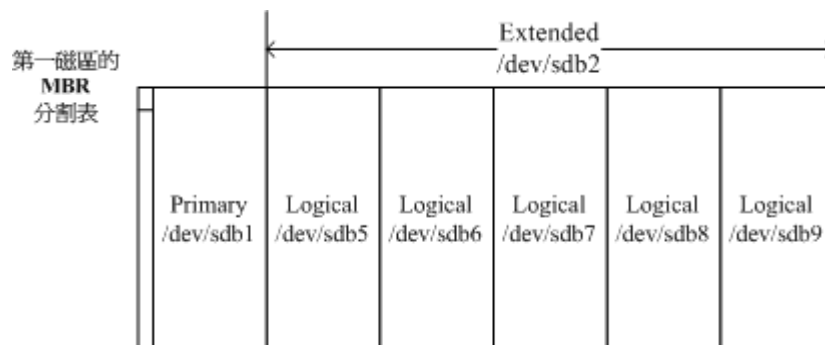 Extended
/dev/sdb2
第一磁區的
MBR
分割表
Primary
/dev/sdb1
Logical
/dev/sdb5
Logical
/dev/sdb6
Logical
/dev/sdb7
Logical
/dev/sdb8
Logical
/dev/sdb9